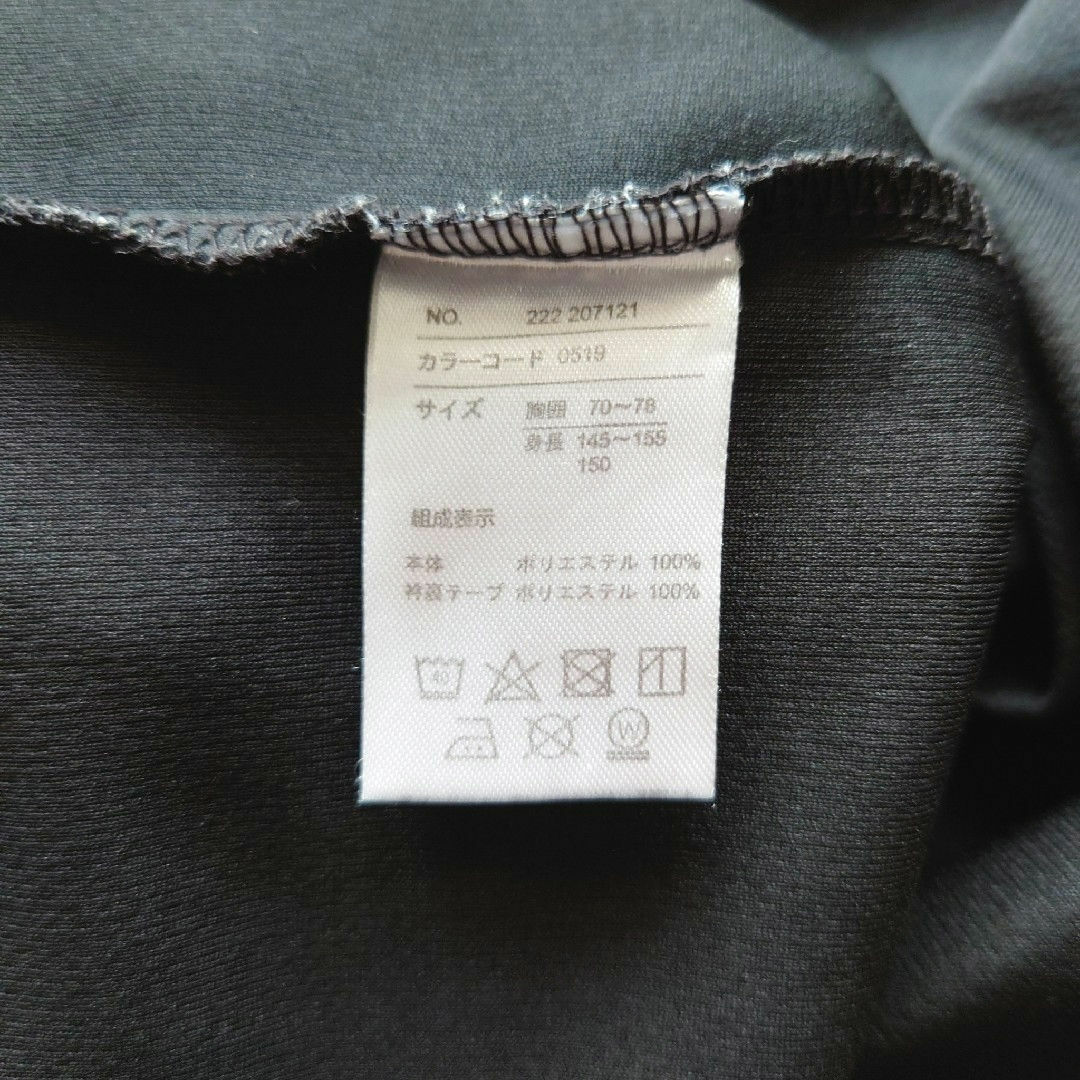 NO. 222 207121
カラーコード 0519
サイズ 胸囲 70〜78
身長 145〜155
150
組成表示
本体 ポリエステル 100%
衿裏テープ ポリエステル 100%
40
W